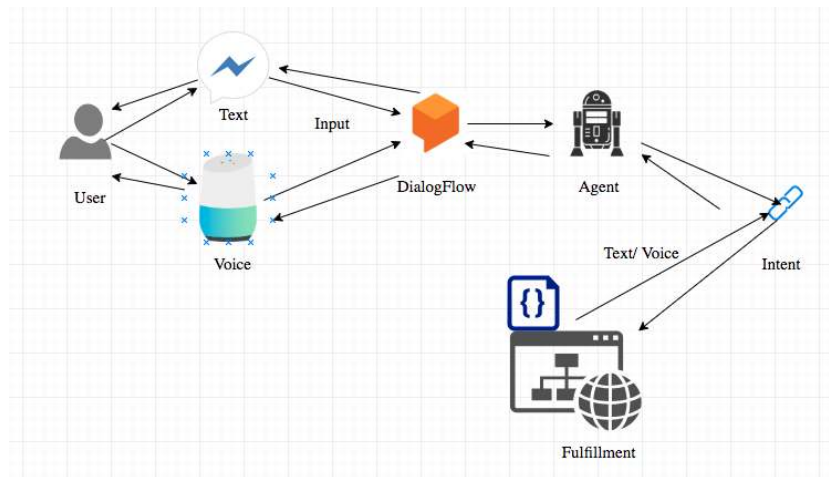 Text
Input
User
Voice
DialogFlow
Agent
Text/ Voice
Intent
{}
Fulfillment